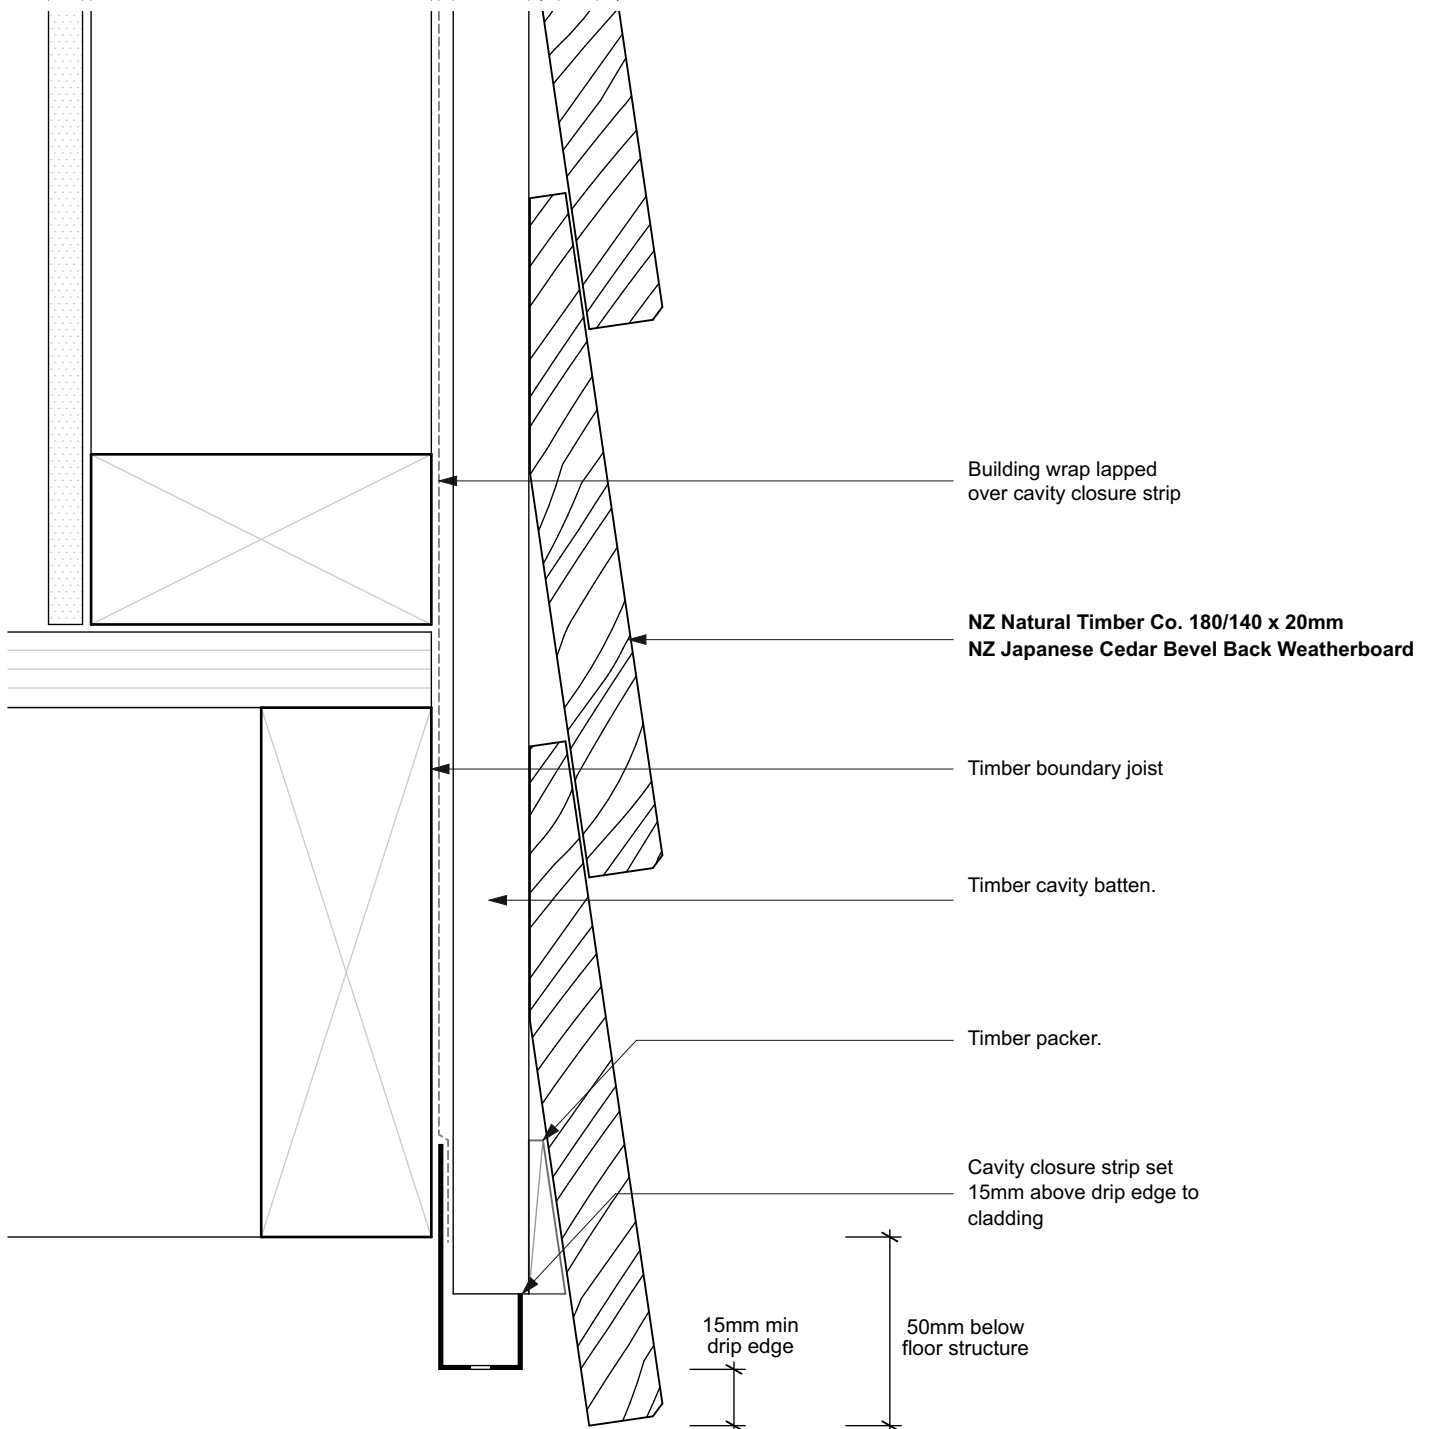 Building wrap lapped
over cavity closure strip
NZ Natural Timber Co. 180/140 x 20mm
NZ Japanese Cedar Bevel Back Weatherboard
Timber boundary joist
Timber cavity batten.
Timber packer.
Cavity closure strip set
15mm above drip edge to
cladding
15mm min
drip edge
50mm below
floor structure